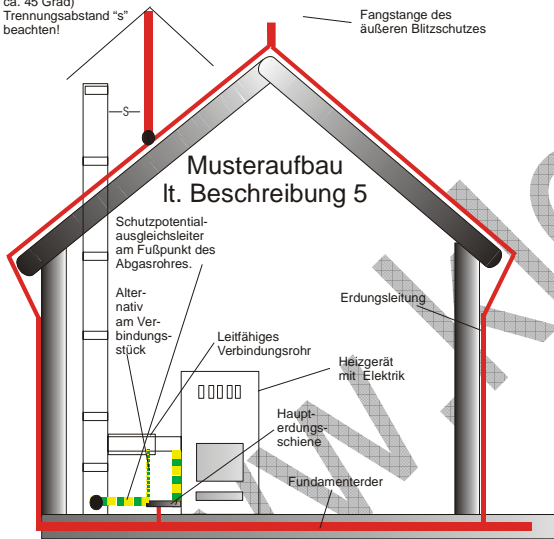 ca. 45 Grad)
Trennungsabstand "s"
beachten!
Fangstange des
äußeren Blitzschutzes
S
Musteraufbau
lt. Beschreibung 5
Schutzpotential-
ausgleichsleiter
am Fußpunkt des
Abgasrohres.
Alter-
nativ
am Ver-
bindungs-
stück
Leitfähiges
Verbindungsrohr
Erdungsleitung
Heizgerät
mit Elektrik
Haupt-
erdungs-
schiene
Fundamenterder